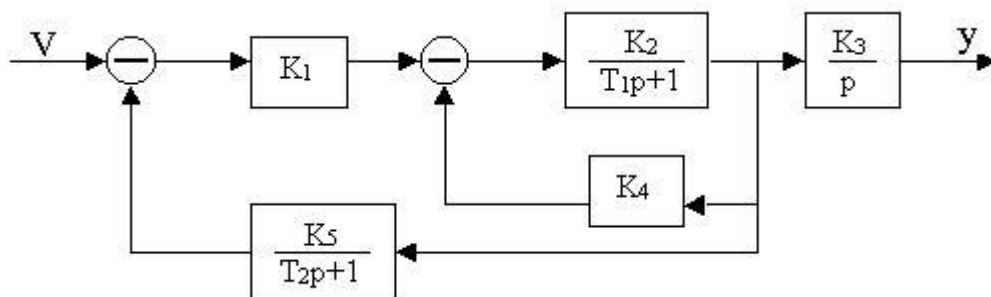 V
K₁
K₂
T₁p+1
K₃
p
y
K₄
K₅
T₂p+1